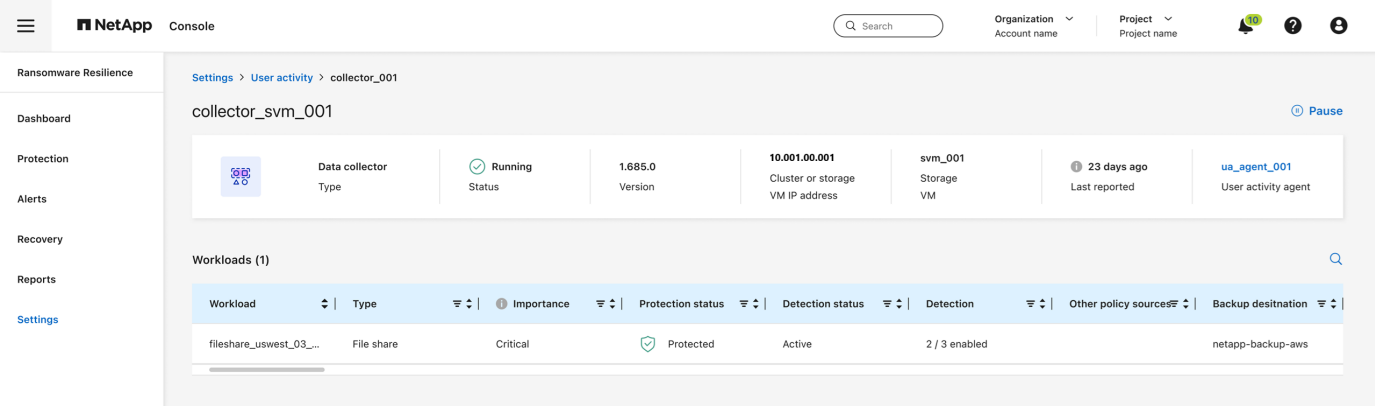 NetApp Console
Search
Organization
Account name
Project
Project name
10
?
Ransomware Resilience
Dashboard
Protection
Alerts
Recovery
Reports
Settings
Settings > User activity > collector_001
collector_svm_001
Pause
Data collector
Type
Running
Status
1.685.0
Version
10.001.00.001
Cluster or storage
VM IP address
svm_001
Storage
VM
23 days ago
Last reported
ua_agent_001
User activity agent
Workloads (1)
Workload Type Importance Protection status Detection status Detection Other policy sources Backup desitnation
fileshare_uswest_03_... File share Critical Protected Active 2 / 3 enabled netapp-backup-aws